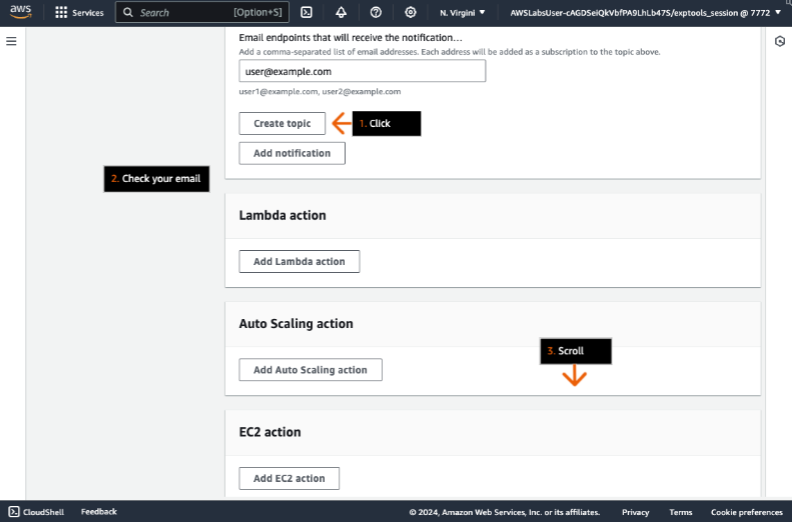 aws
Services
Search
[Option+S]
N. Virgini
AWSLabsUser-cAGDSeiQkVbfPA9LhLb47S/exptools_session @ 7772
Email endpoints that will receive the notification...
Add a comma-separated list of email addresses. Each address will be added as a subscription to the topic above.
user@example.com
user1@example.com, user2@example.com
Create topic
1. Click
Add notification
2. Check your email
Lambda action
Add Lambda action
Auto Scaling action
3. Scroll
Add Auto Scaling action
EC2 action
Add EC2 action
CloudShell
Feedback
© 2024, Amazon Web Services, Inc. or its affiliates.
Privacy
Terms
Cookie preferences